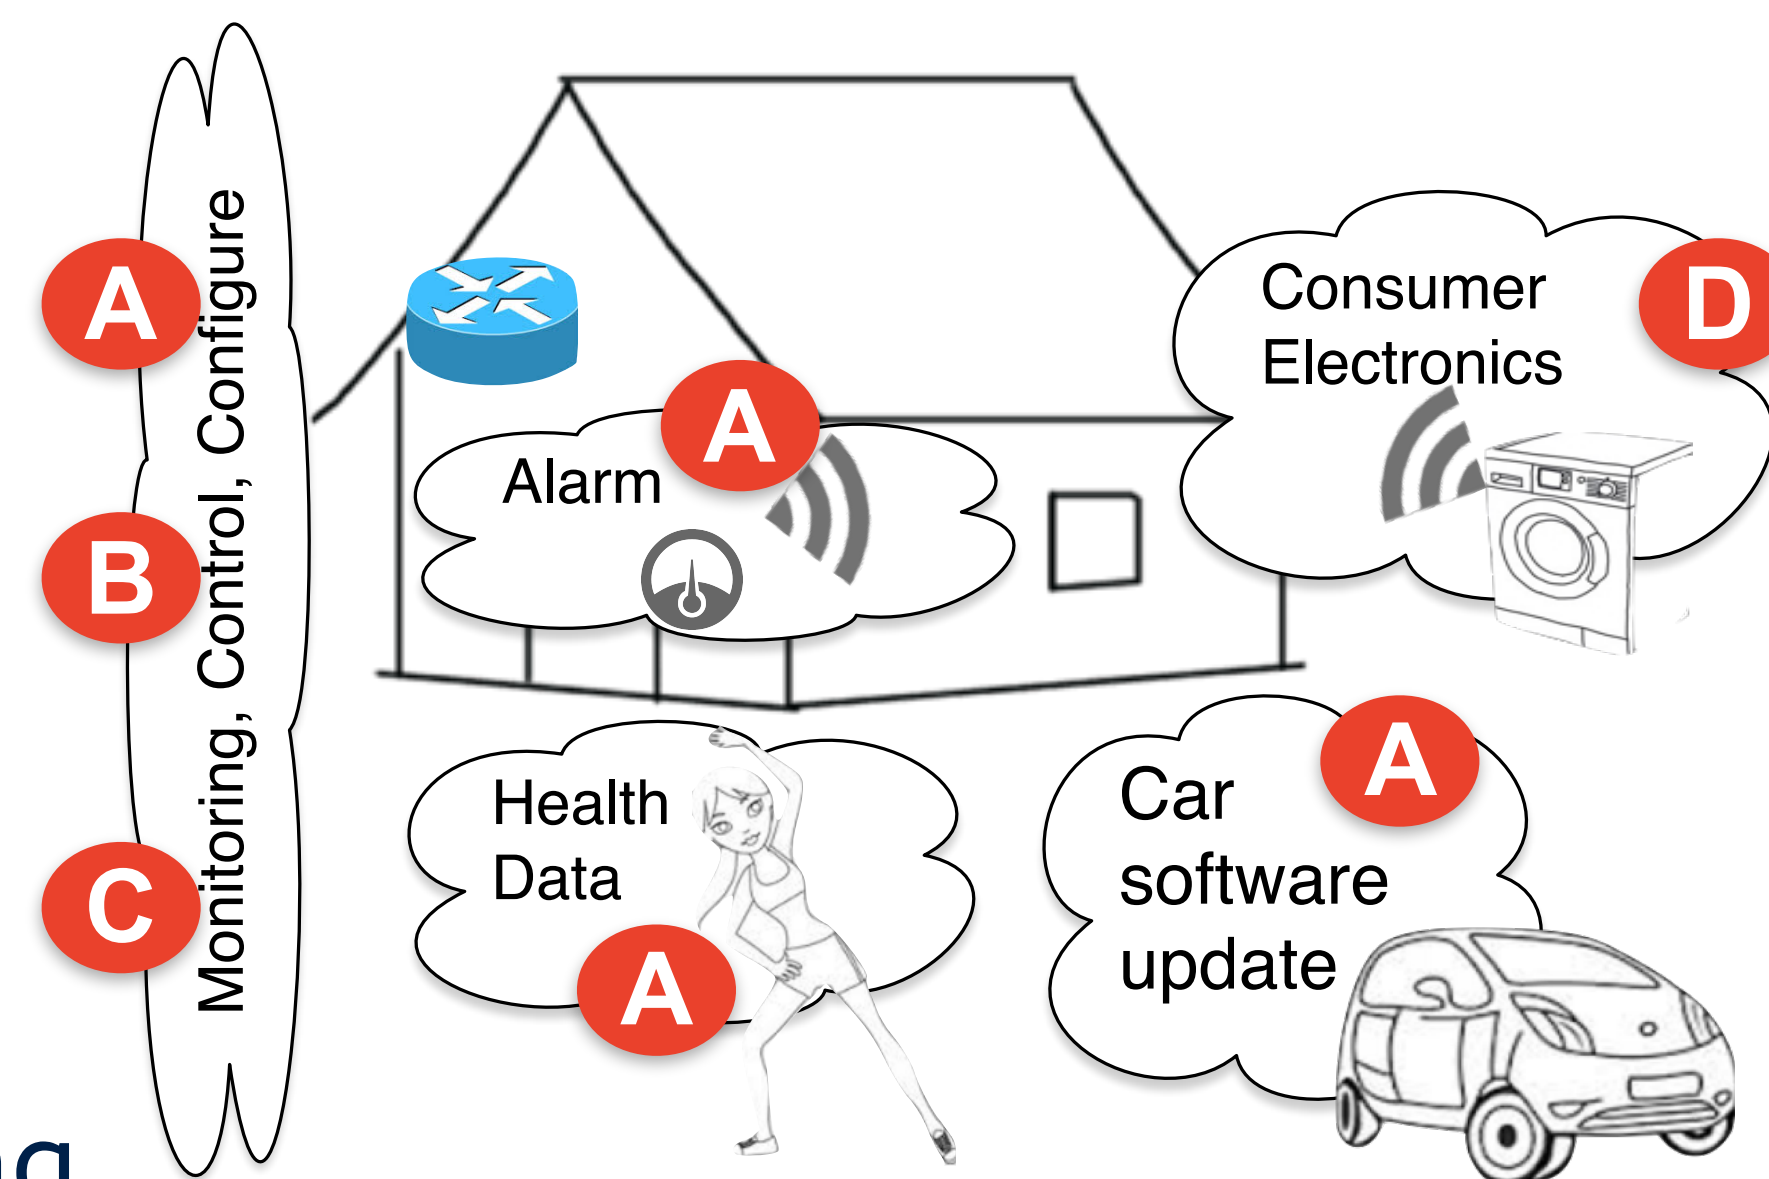 Monitoring, Control, Configure
A
B
C
Alarm
A
Consumer
Electronics
D
Health
Data
A
Car
software
update
A